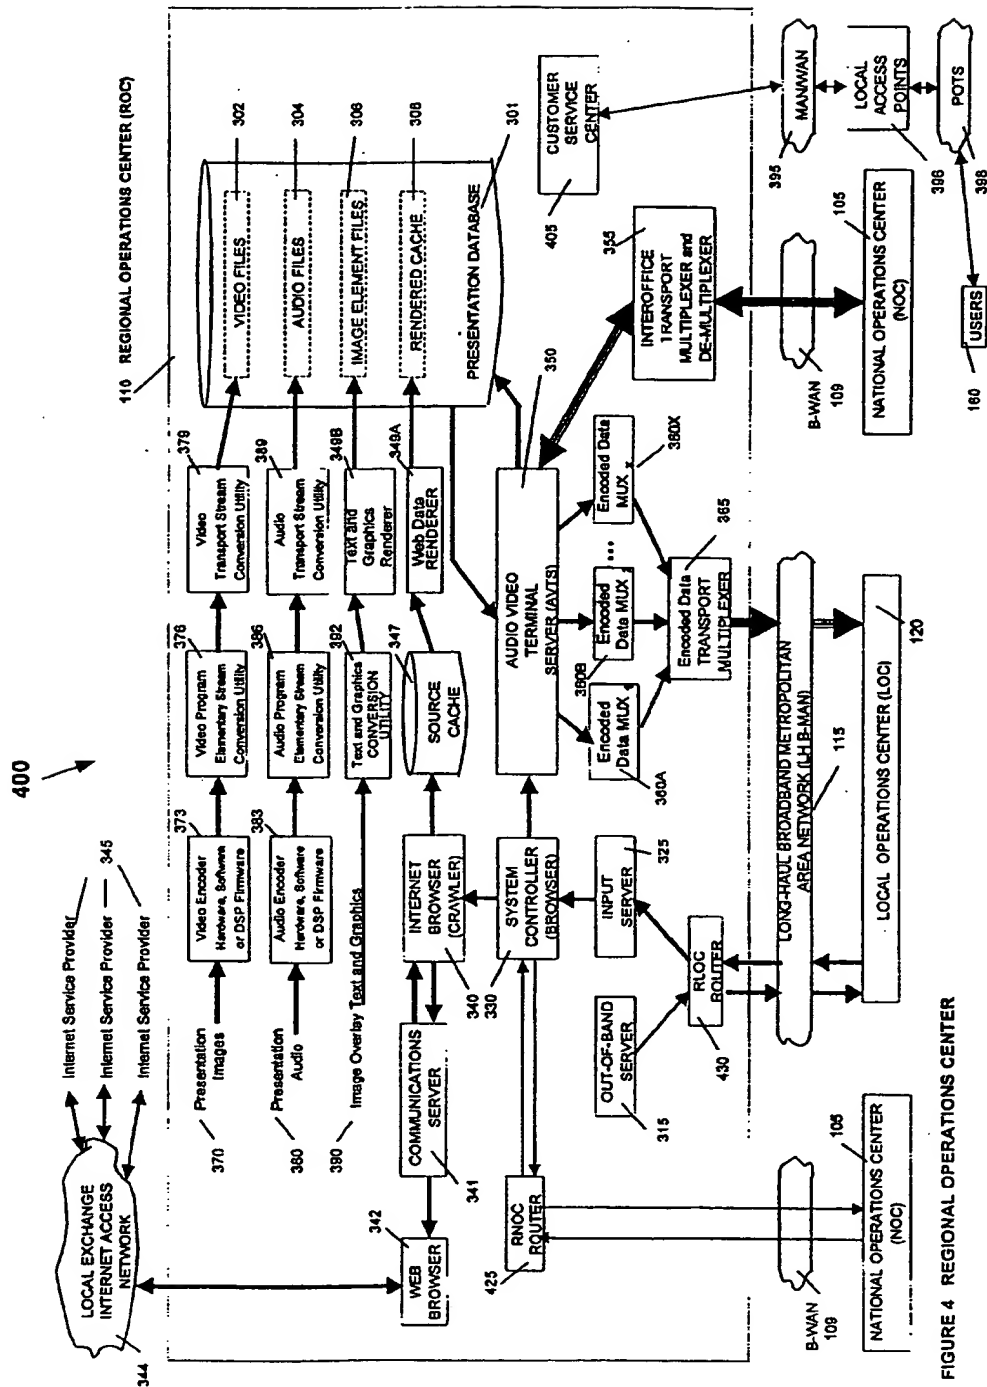 400
LOCAL EXCHANGE
INTERNET ACCESS
NETWORK
344
Internet Service Provider
Internet Service Provider
Internet Service Provider
345
110 REGIONAL OPERATIONS CENTER (ROC)
370
Presentation
Images
373
Video Encoder
Hardware, Software
or DSP Firmware
376
Video Program
Elementary Stream
Conversion Utility
379
Video
Transport Stream
Conversion Utility
VIDEO FILES
302
380
Presentation
Audio
383
Audio Encoder
Hardware, Software
or DSP Firmware
386
Audio Program
Elementary Stream
Conversion Utility
389
Audio
Transport Stream
Conversion Utility
AUDIO FILES
304
390
Image Overlay Text and Graphics
392
Text and Graphics
CONVERSION
UTILITY
349B
Text and
Graphics
Renderer
IMAGE ELEMENT FILES
306
342
WEB
BROWSER
COMMUNICATIONS
SERVER
341
INTERNET
BROWSER
(CRAWLER)
340
347
SOURCE
CACHE
349A
Web Data
RENDERER
RENDERED CACHE
308
PRESENTATION DATABASE
301
RNOC
ROUTER
425
SYSTEM
CONTROLLER
(BROWSER)
330
AUDIO VIDEO
TERMINAL
SERVER (AVTS)
350
CUSTOMER
SERVICE
CENTER
405
OUT-OF-BAND
SERVER
315
INPUT
SERVER
325
Encoded
Data MUX
360A
Encoded
Data MUX
360B
...
Encoded Data
MUX x
360X
INTEROFFICE
TRANSPORT
MULTIPLEXER and
DE-MULTIPLEXER
355
RLOC
ROUTER
430
Encoded Data
TRANSPORT
MULTIPLEXER
365
B-WAN
109
LONG-HAUL BROADBAND METROPOLITAN
AREA NETWORK (LH B-MAN)
115
B-WAN
109
MAN/WAN
395
LOCAL
ACCESS
POINTS
396
NATIONAL OPERATIONS CENTER
(NOC)
105
LOCAL OPERATIONS CENTER (LOC)
120
NATIONAL OPERATIONS CENTER
(NOC)
105
POTS
398
USERS
160
FIGURE 4 REGIONAL OPERATIONS CENTER